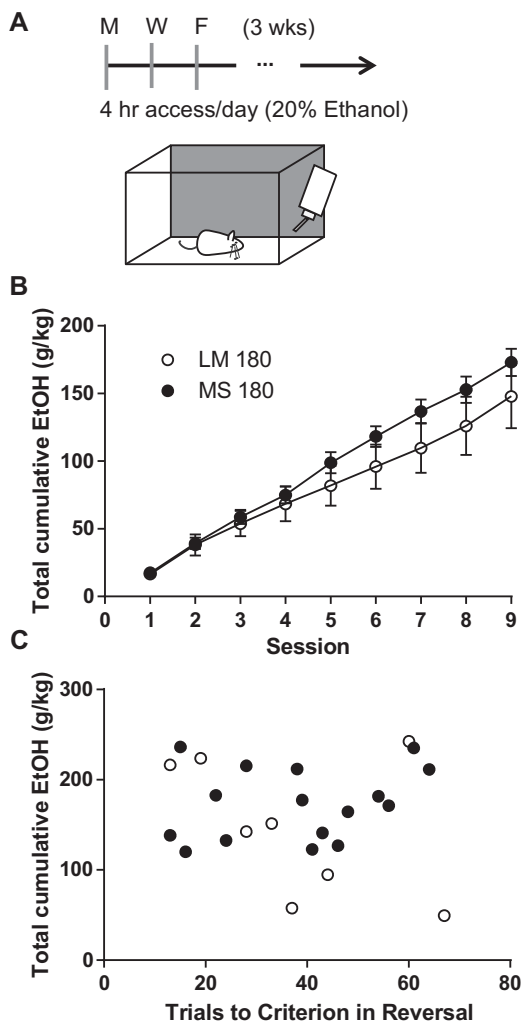 A
M W F (3 wks)
...
4 hr access/day (20% Ethanol)
B
Total cumulative EtOH (g/kg)
200
150
100
50
0
LM 180
MS 180
0 1 2 3 4 5 6 7 8 9
Session
C
Total cumulative EtOH (g/kg)
300
200
100
0
0 20 40 60 80
Trials to Criterion in Reversal